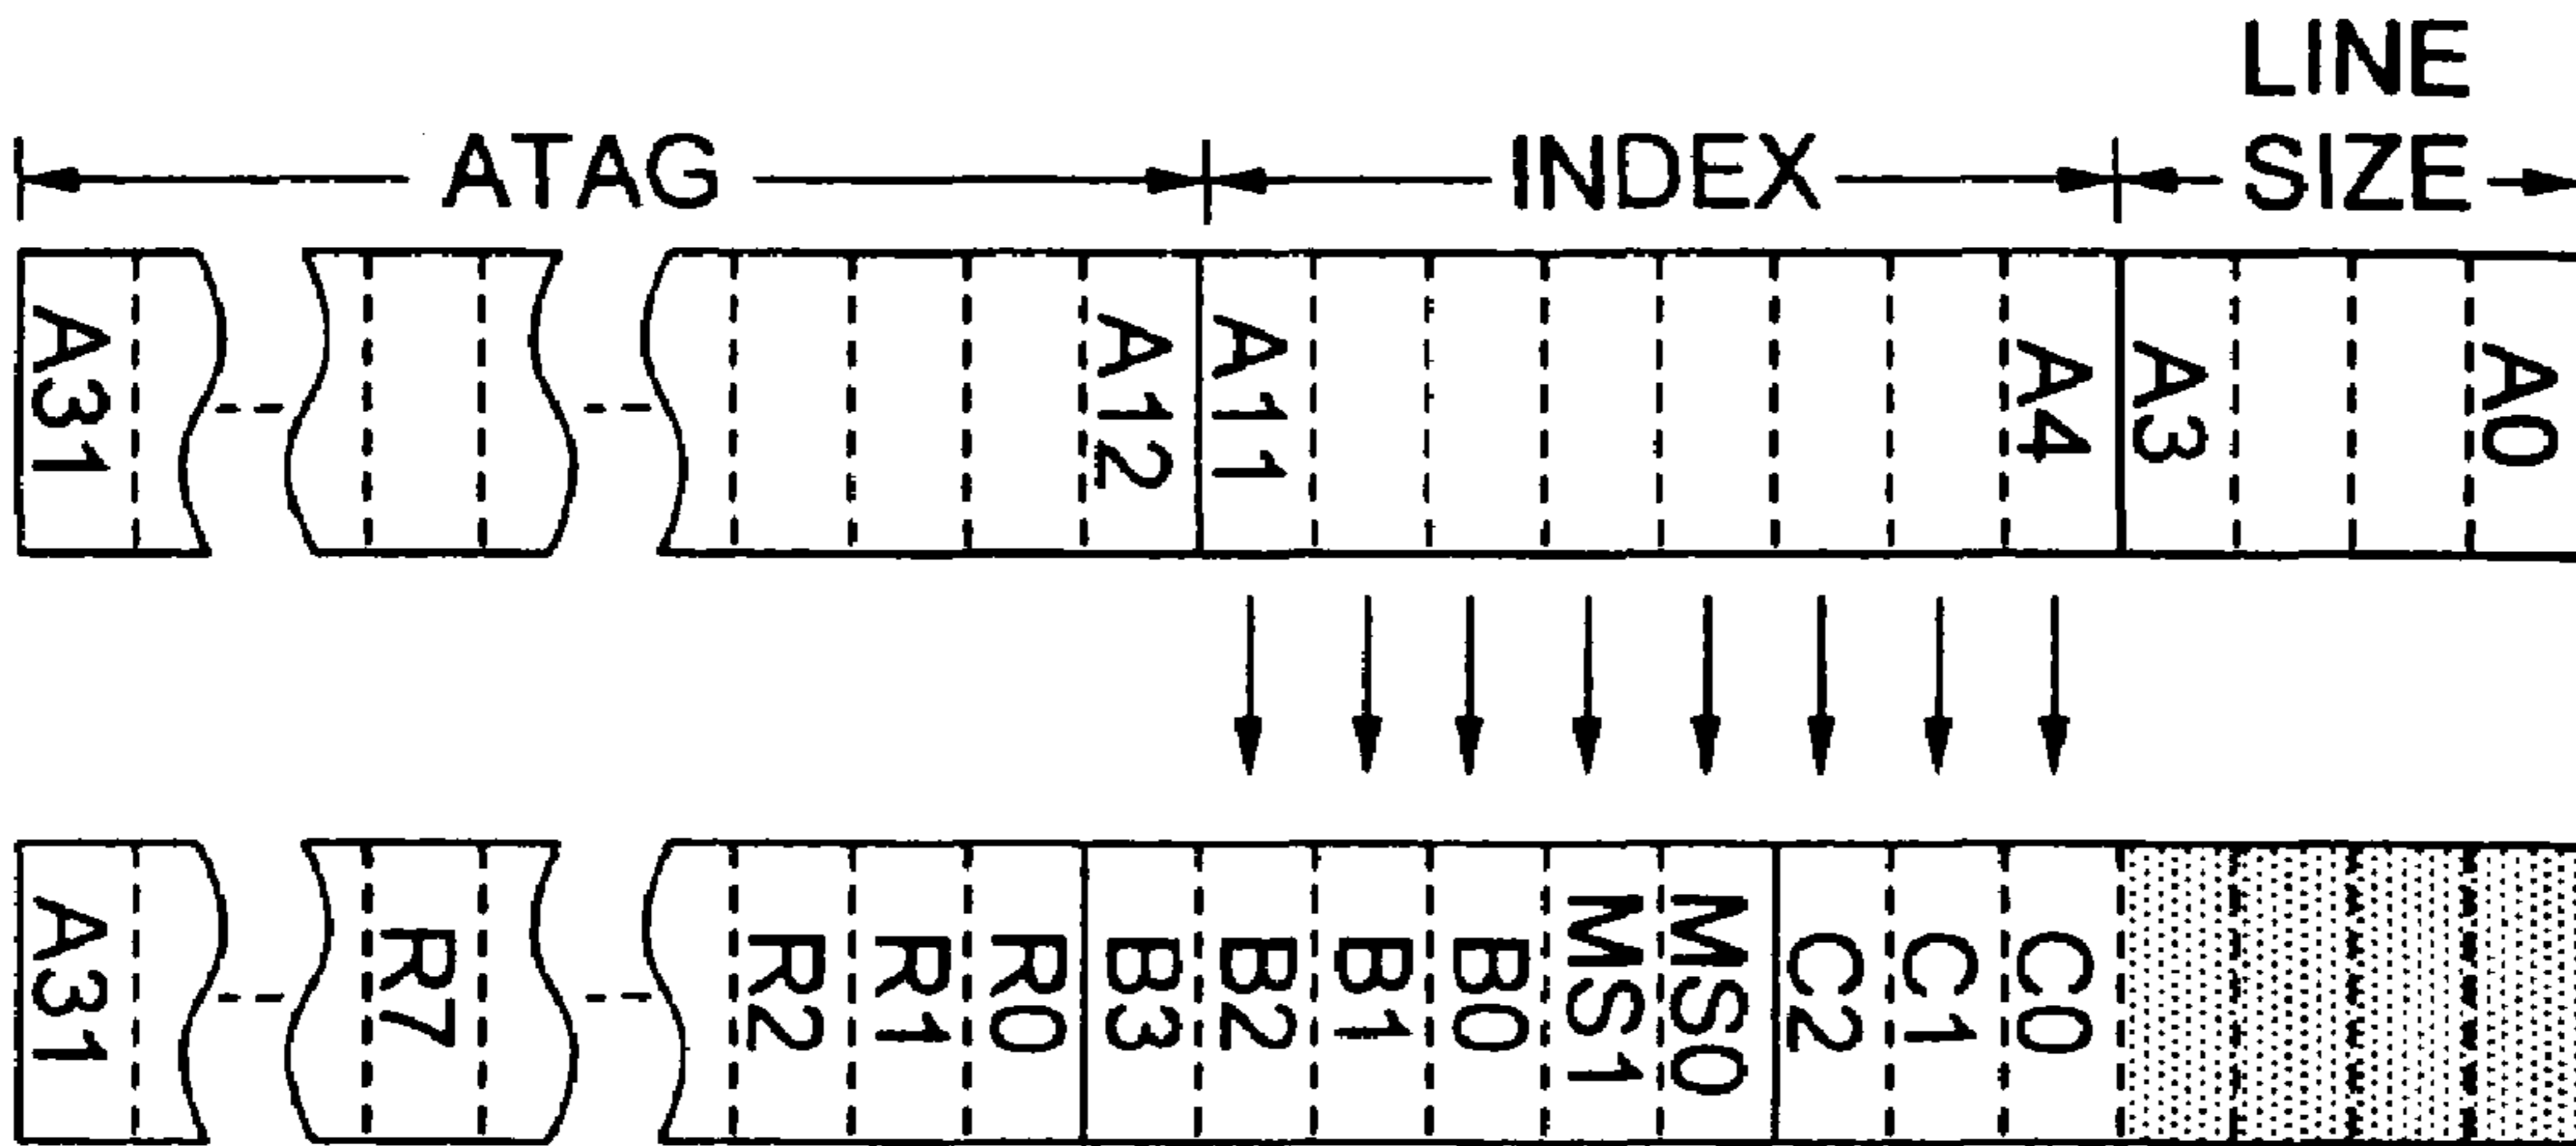 LINE
ATAG INDEX SIZE
A31 A12 A11 A4 A3 A0
A31 R7 R2 R1 R0 B3 B2 B1 B0 MS1 MS0 C2 C1 C0